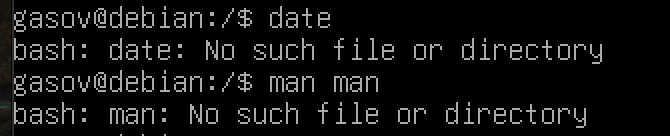 gasov@debian:/$ date
bash: date: No such file or directory
gasov@debian:/$ man man
bash: man: No such file or directory